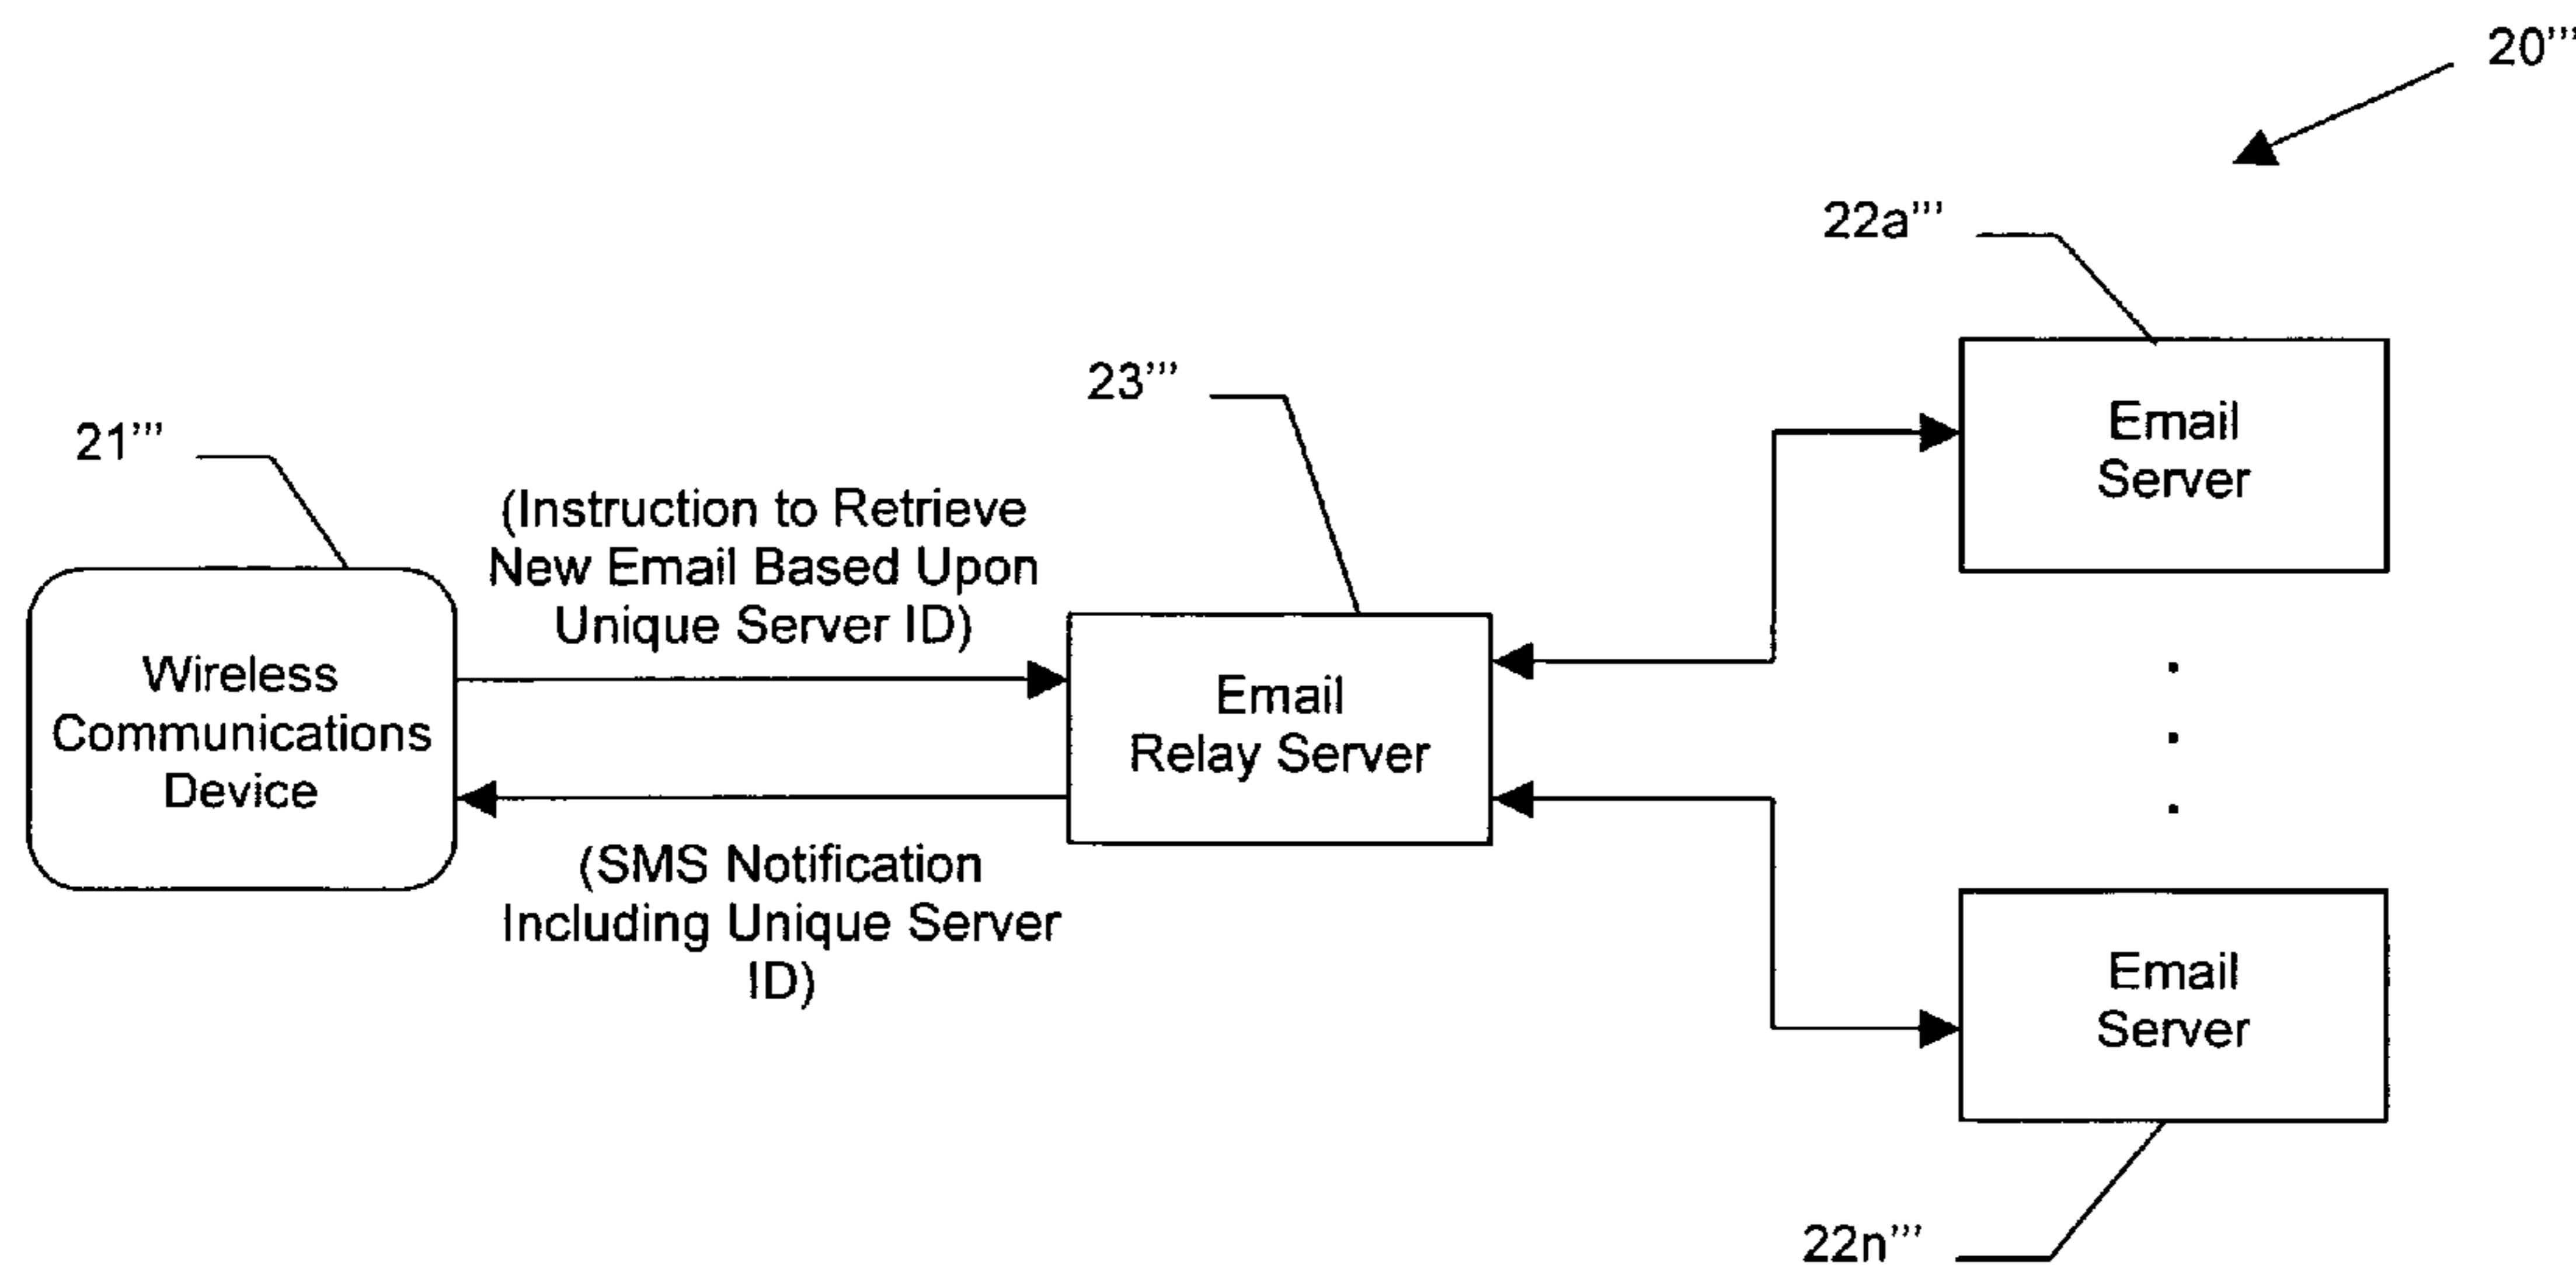 20’’’
22a’’’
23’’’
21’’’
Email
Server
(Instruction to Retrieve
New Email Based Upon
Unique Server ID)
Wireless
Communications
Device
Email
Relay Server
(SMS Notification
Including Unique Server
ID)
Email
Server
22n’’’